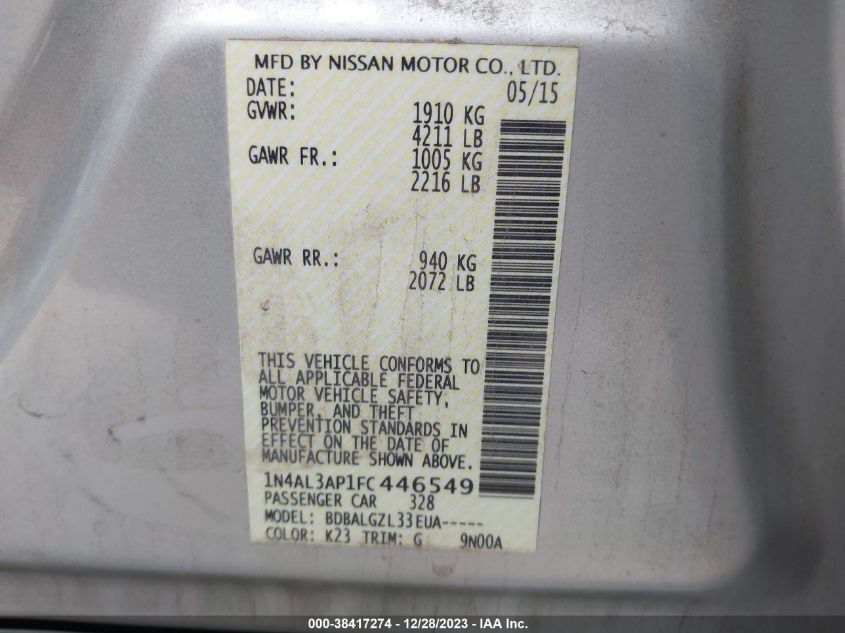 MFD BY NISSAN MOTOR CO., LTD.
DATE: 05/15
GVWR: 1910 KG
4211 LB
GAWR FR.: 1005 KG
2216 LB
GAWR RR.: 940 KG
2072 LB
THIS VEHICLE CONFORMS TO
ALL APPLICABLE FEDERAL
MOTOR VEHICLE SAFETY,
BUMPER, AND THEFT
PREVENTION STANDARDS IN
EFFECT ON THE DATE OF
MANUFACTURE SHOWN ABOVE.
1N4AL3AP1FC446549
PASSENGER CAR 328
MODEL: BDBALGZL33EUA-----
COLOR: K23 TRIM: G 9N00A
000-38417274 - 12/28/2023 - IAA Inc.